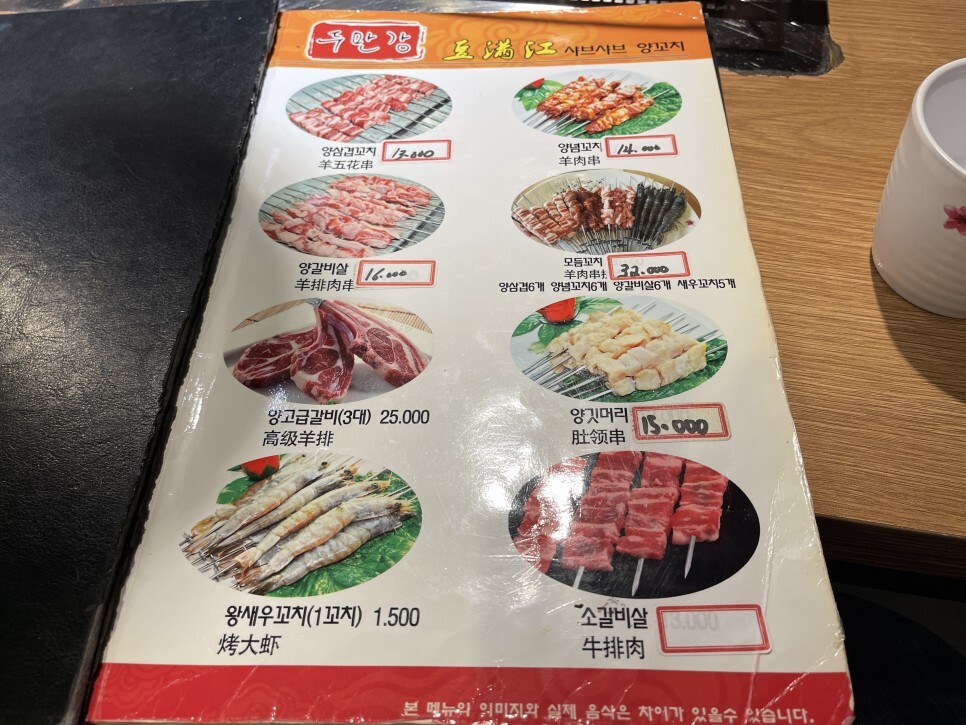 두만강 豆满江 샤브샤브 양꼬치
양삼겹꼬치 13.000
羊五花串
양념꼬치 14.000
羊肉串
양갈비살 16.000
羊排肉串
모듬꼬치 32.000
羊肉串
양삼겹6개 양념꼬치6개 양갈비살6개 새우꼬치5개
양고급갈비(3대) 25.000
高级羊排
양깃머리 15.000
肚领串
왕새우꼬치(1꼬치) 1.500
烤大虾
소갈비살
牛排肉
본 메뉴의 이미지와 실제 음식은 차이가 있을수 있습니다.